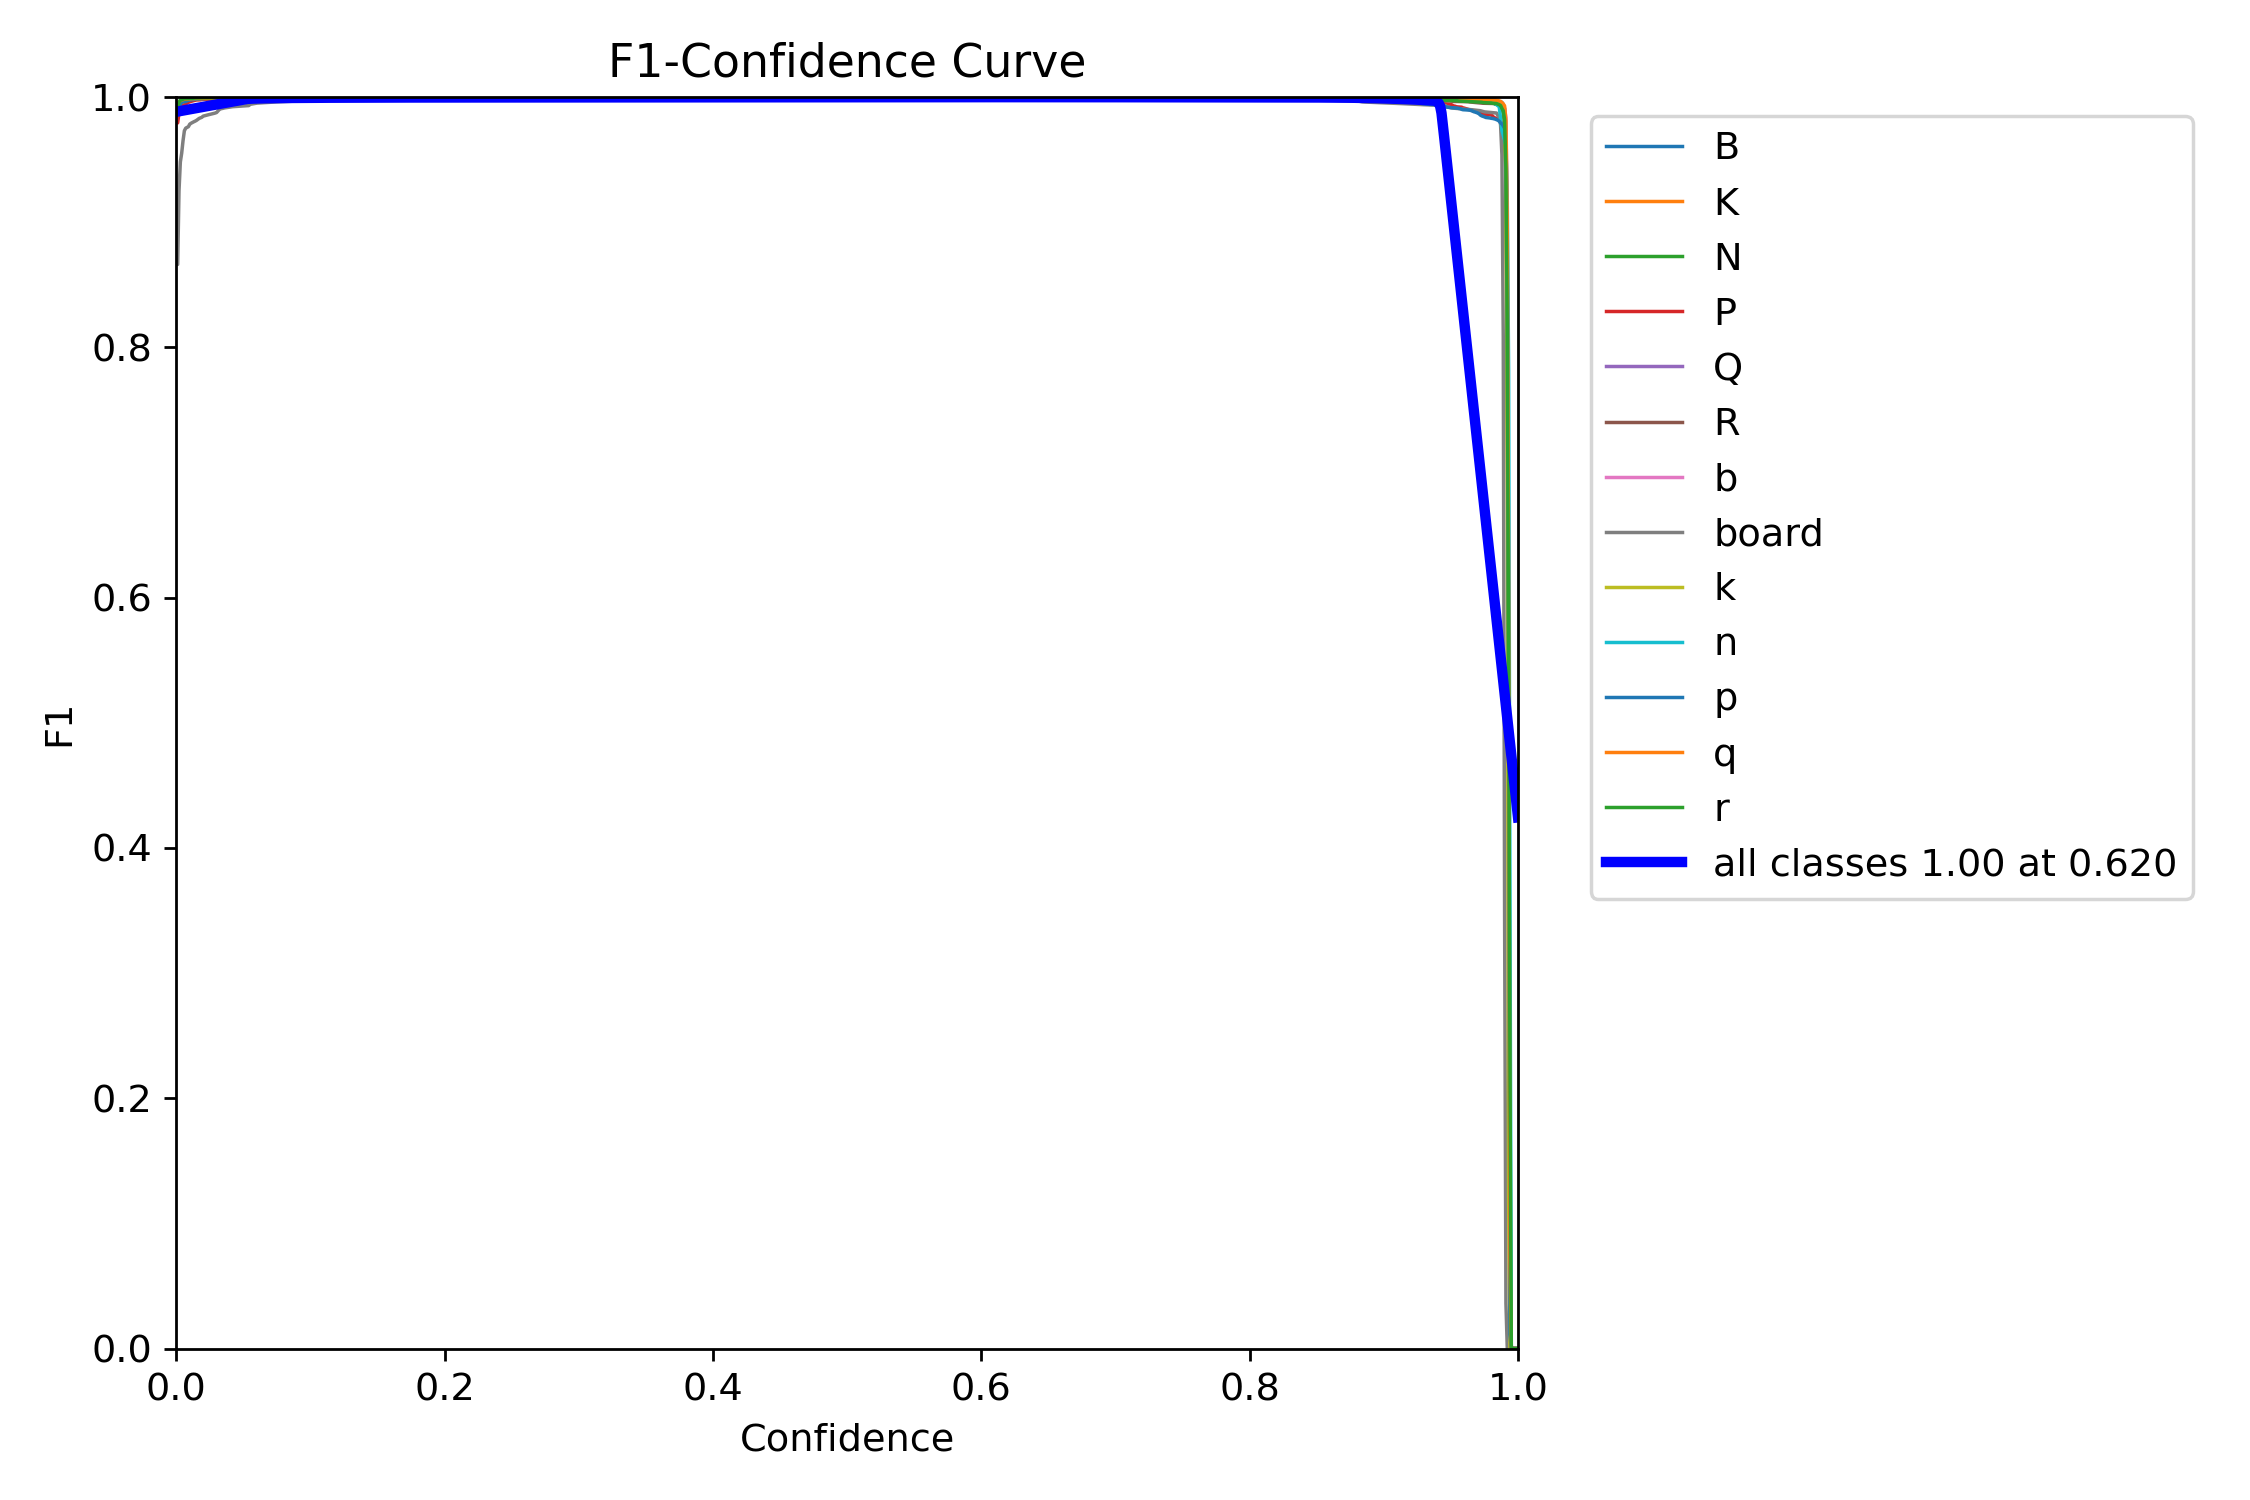 F1-Confidence Curve
1.0
0.8
0.6
0.4
0.2
0.0
F1
0.0 0.2 0.4 0.6 0.8 1.0
Confidence
B
K
N
P
Q
R
b
board
k
n
p
q
r
all classes 1.00 at 0.620